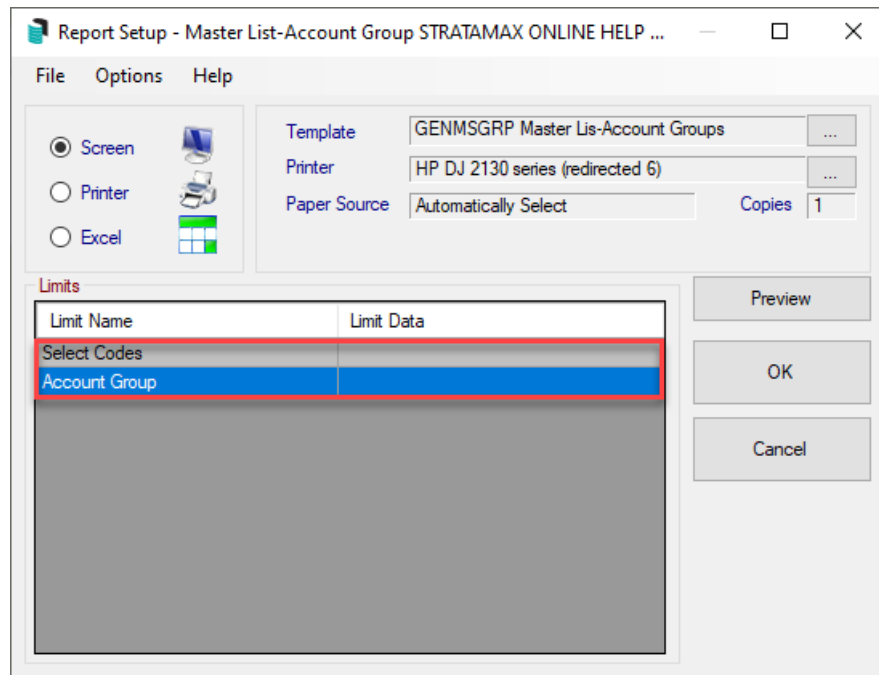 Report Setup - Master List-Account Group STRATAMAX ONLINE HELP ...
File Options Help
Screen
Printer
Excel
Template GENMSGRP Master Lis-Account Groups ...
Printer HP DJ 2130 series (redirected 6) ...
Paper Source Automatically Select Copies 1
Limits
Limit Name Limit Data
Select Codes
Account Group
Preview
OK
Cancel